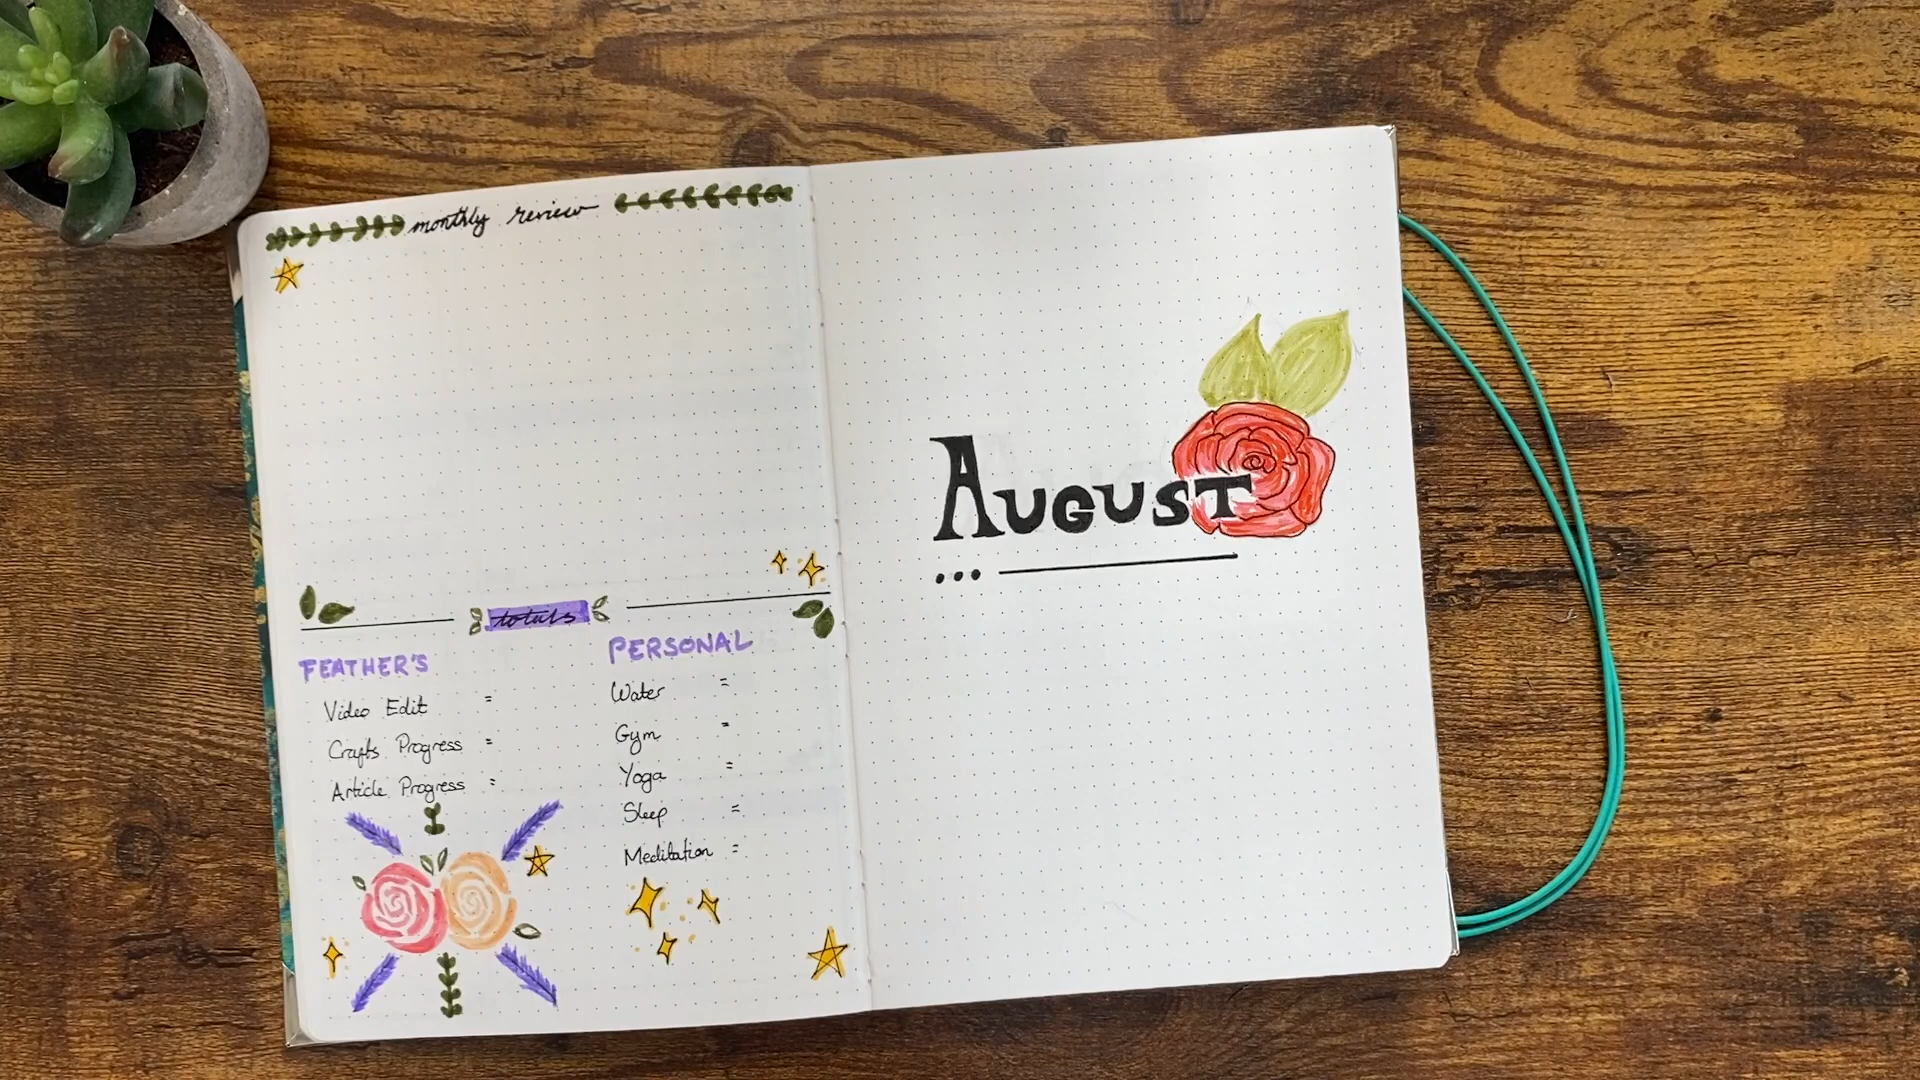 monthly review
totals
FEATHER'S
Video Edit =
Crafts Progress =
Article Progress =
PERSONAL
Water =
Gym =
Yoga =
Sleep =
Meditation =
AUGUST